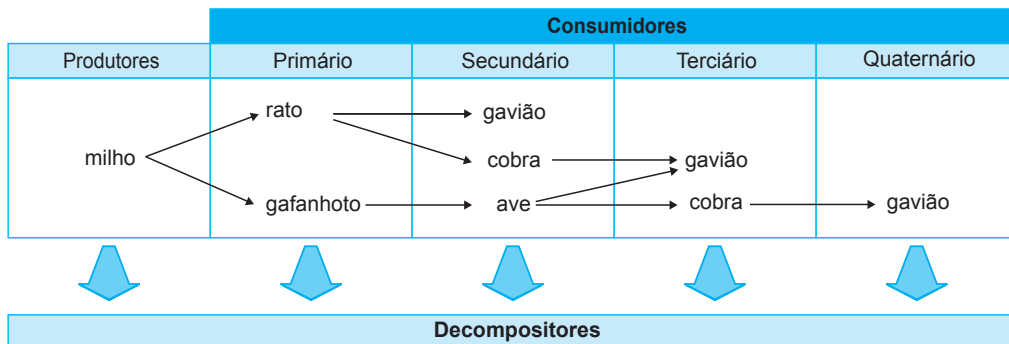 Consumidores
Produtores Primário Secundário Terciário Quaternário
rato gavião
milho cobra gavião
gafanhoto ave cobra gavião
Decompositores